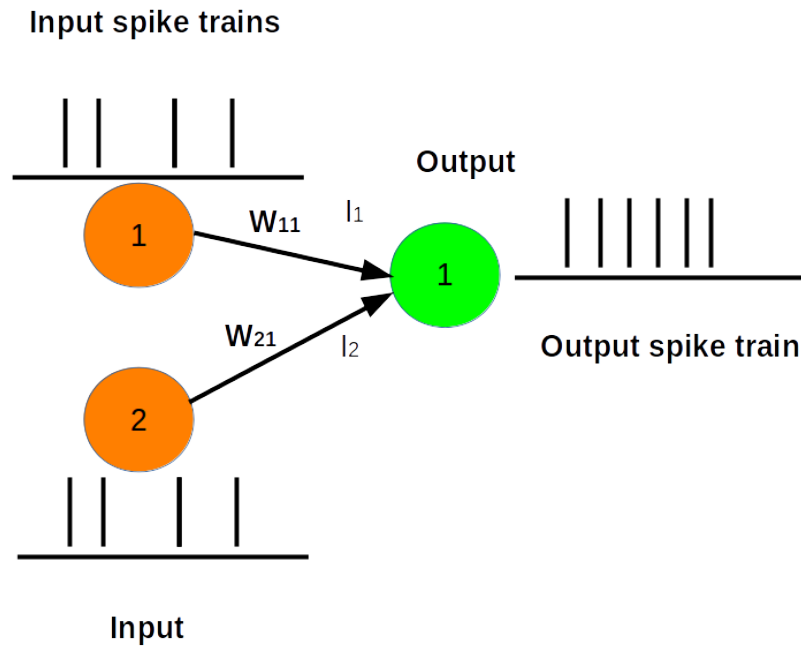 Input spike trains
Output
1
W11
I1
1
W21
I2
Output spike train
2
Input